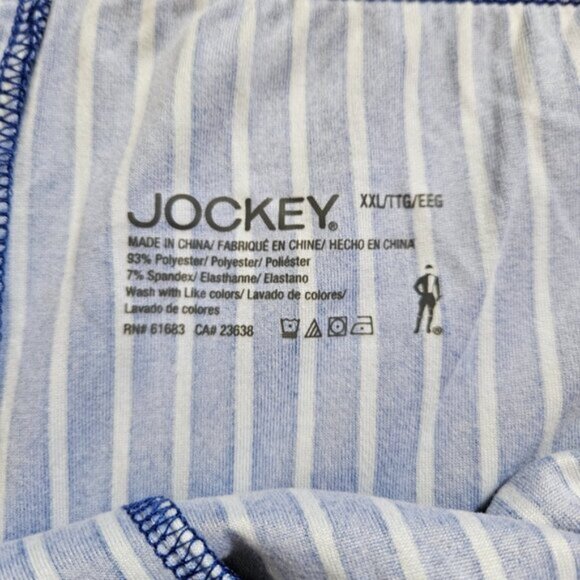 JOCKEY® XXL/TTG/EEG
MADE IN CHINA/ FABRIQUÉ EN CHINE/ HECHO EN CHINA
93% Polyester/ Polyester/ Poliéster
7% Spandex/ Elasthanne/ Elastano
Wash with Like colors/ Lavado de colores/
Lavado de colores
RN# 61683 CA# 23638